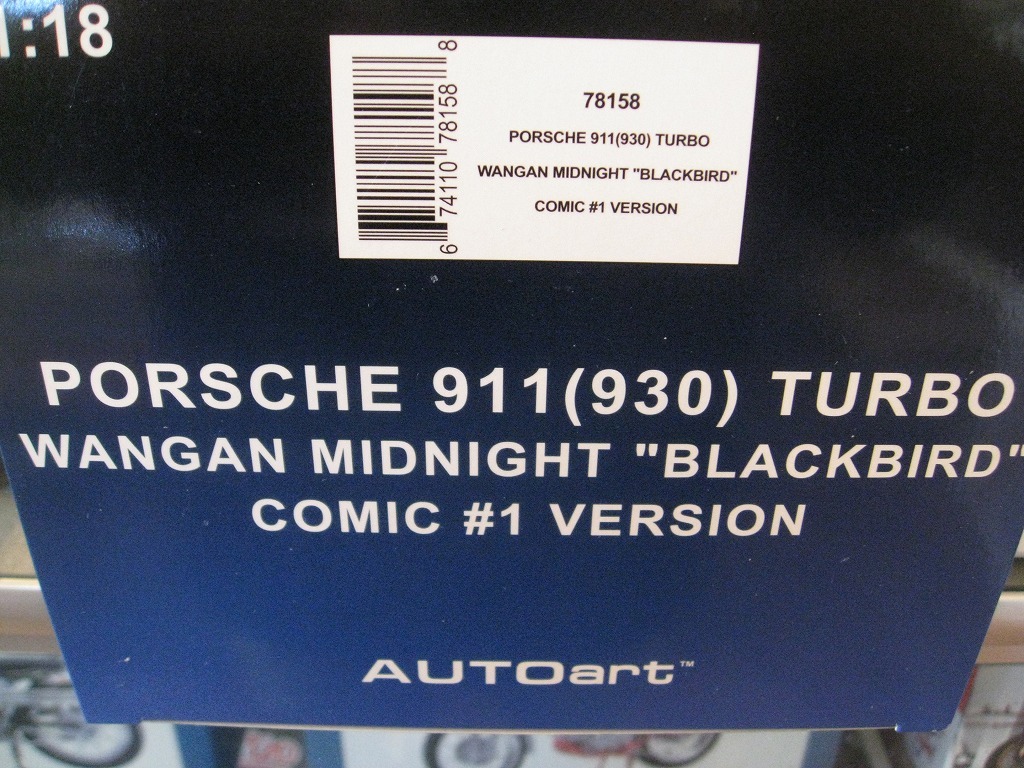 1:18
78158
PORSCHE 911(930) TURBO
WANGAN MIDNIGHT "BLACKBIRD"
COMIC #1 VERSION
6 74110 78158 8
PORSCHE 911(930) TURBO
WANGAN MIDNIGHT "BLACKBIRD"
COMIC #1 VERSION
AUTOart™